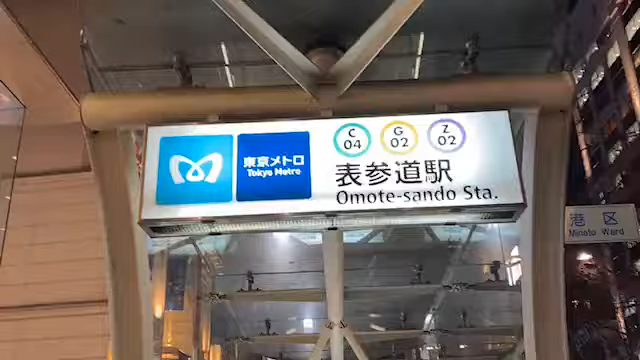 東京メトロ
Tokyo Metro
C
04
G
02
Z
02
表参道駅
Omote-sando Sta.
港 区
Minato Ward